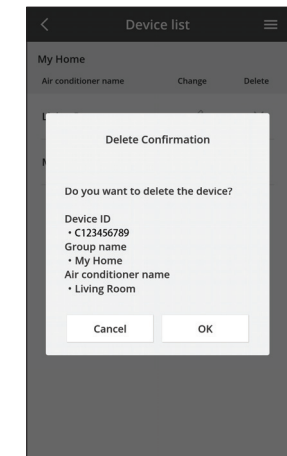 Device list
My Home
Air conditioner name Change Delete
Delete Confirmation
Do you want to delete the device?
Device ID
• C123456789
Group name
• My Home
Air conditioner name
• Living Room
Cancel OK